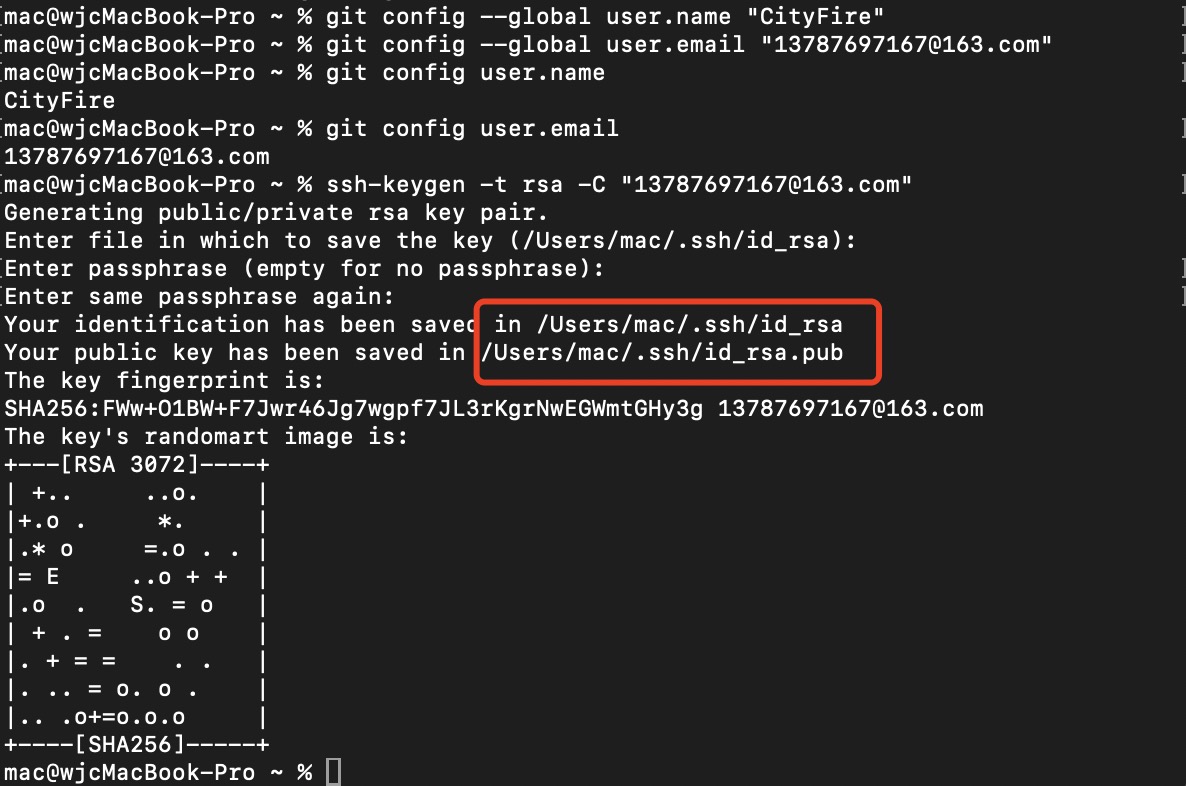 mac@wjcMacBook-Pro ~ % git config --global user.name "CityFire"
mac@wjcMacBook-Pro ~ % git config --global user.email "13787697167@163.com"
mac@wjcMacBook-Pro ~ % git config user.name
CityFire
mac@wjcMacBook-Pro ~ % git config user.email
13787697167@163.com
mac@wjcMacBook-Pro ~ % ssh-keygen -t rsa -C "13787697167@163.com"
Generating public/private rsa key pair.
Enter file in which to save the key (/Users/mac/.ssh/id_rsa):
Enter passphrase (empty for no passphrase):
Enter same passphrase again:
Your identification has been saved in /Users/mac/.ssh/id_rsa
Your public key has been saved in /Users/mac/.ssh/id_rsa.pub
The key fingerprint is:
SHA256:FWw+O1BW+F7Jwr46Jg7wgpf7JL3rKgrNwEGWmtGHy3g 13787697167@163.com
The key's randomart image is:
+---[RSA 3072]----+
| +..     ..o.    |
|+.o .     *.     |
|.* o     =.o . . |
|= E     ..o + +  |
|.o  .   S. = o   |
| + . =    o o    |
|. + = =    . .   |
|. .. = o. o .    |
|.. .o+=o.o.o     |
+----[SHA256]-----+
mac@wjcMacBook-Pro ~ %